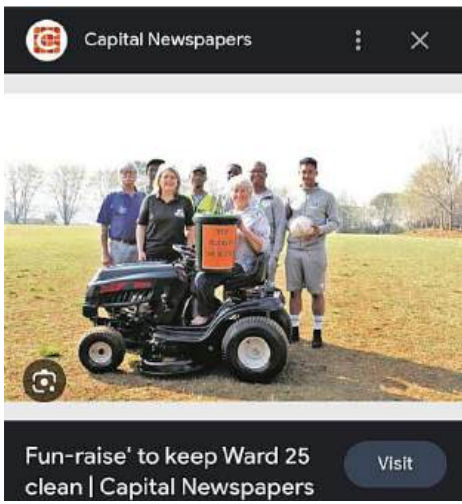 Capital Newspapers
Fun-raise' to keep Ward 25
clean | Capital Newspapers
Visit